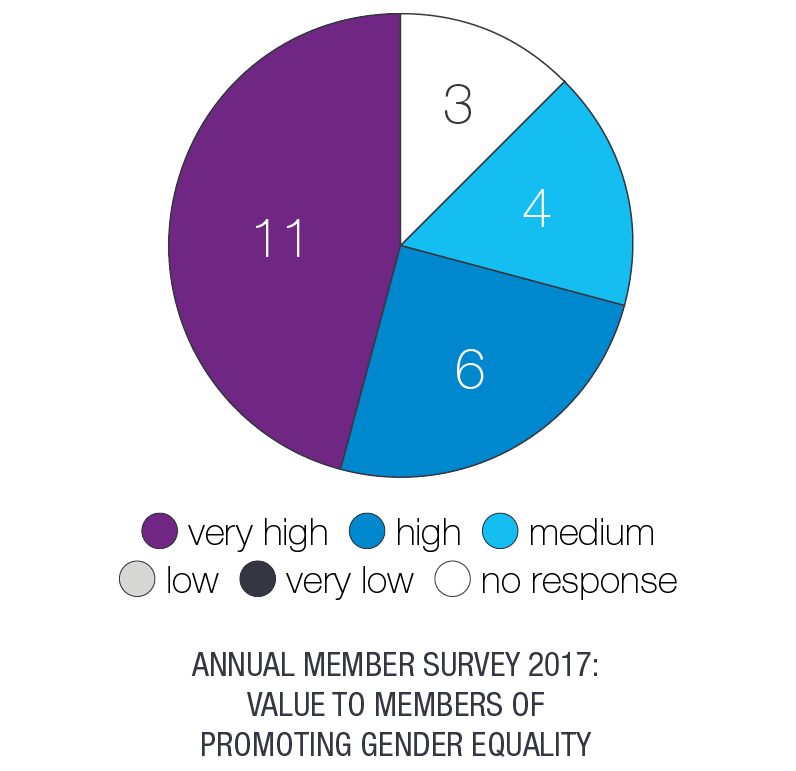 3
4
11
6
very high high medium
low very low no response
ANNUAL MEMBER SURVEY 2017:
VALUE TO MEMBERS OF
PROMOTING GENDER EQUALITY